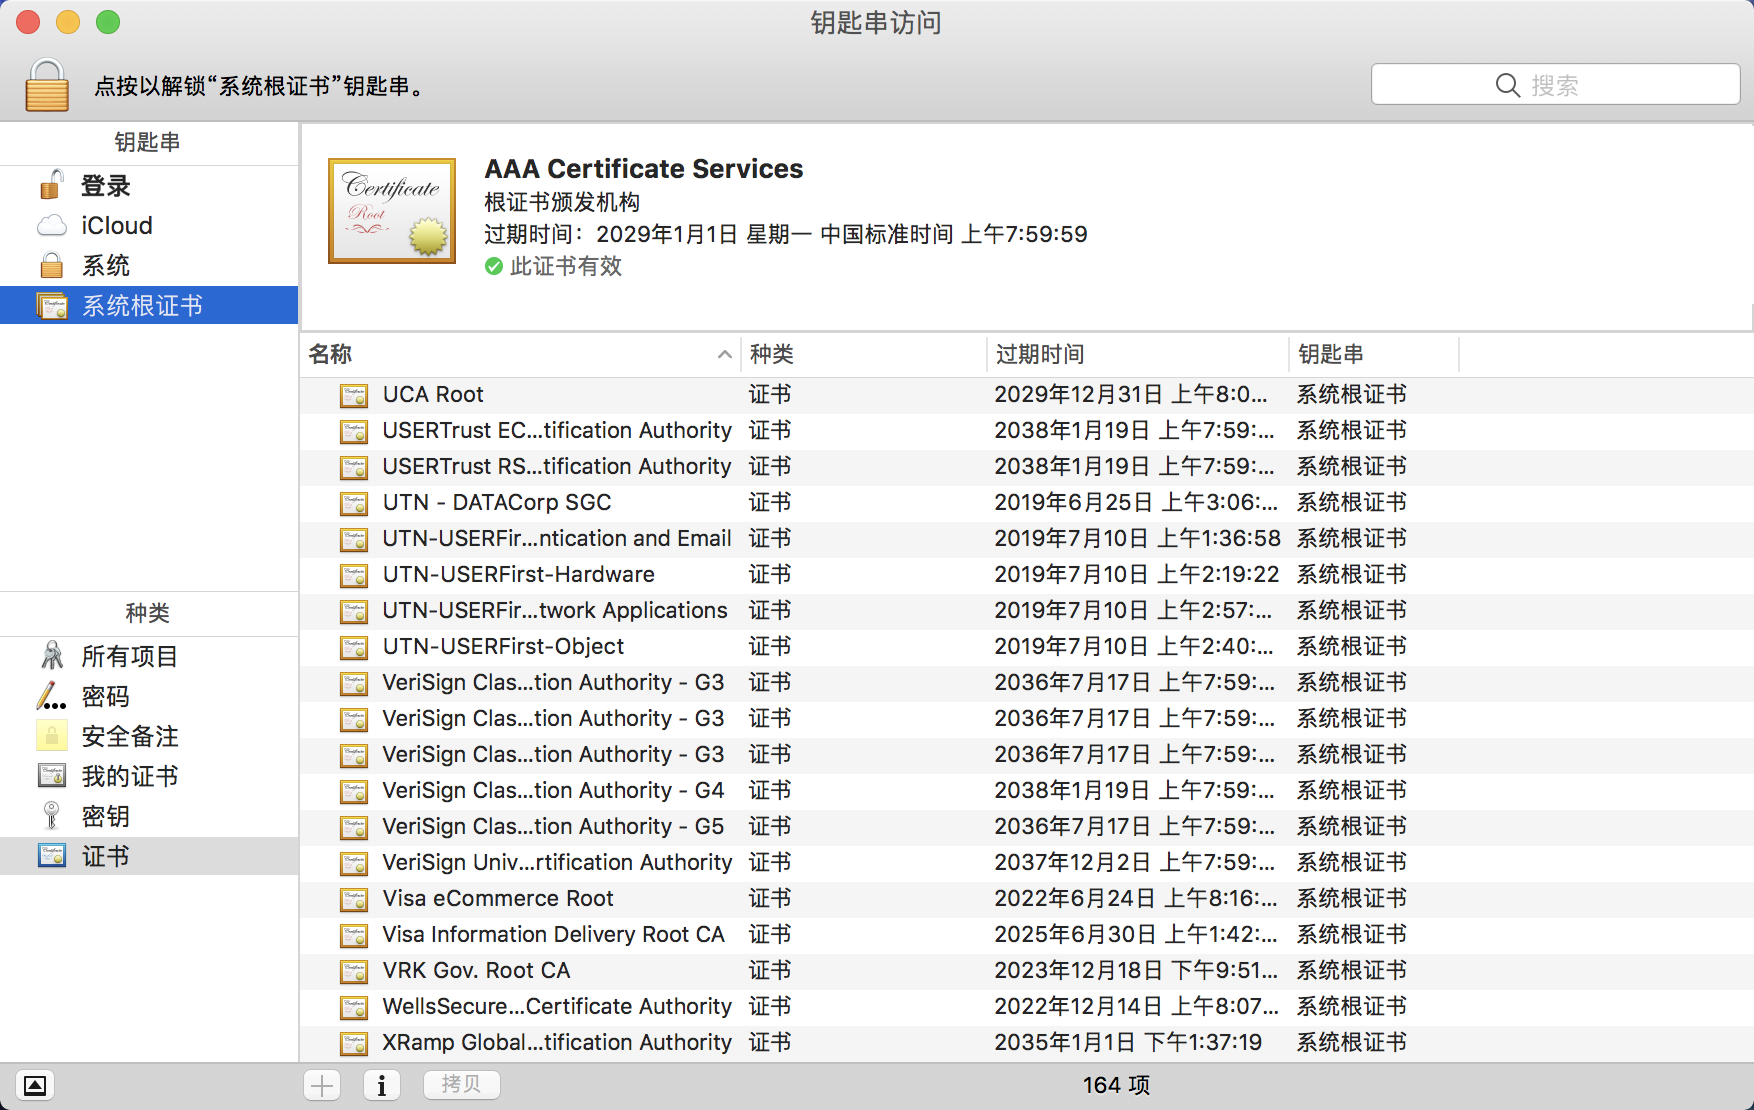 钥匙串访问
点按以解锁“系统根证书”钥匙串。
搜索
钥匙串
登录
iCloud
系统
系统根证书
种类
所有项目
密码
安全备注
我的证书
密钥
证书
Certificate
Root
AAA Certificate Services
根证书颁发机构
过期时间：2029年1月1日 星期一 中国标准时间 上午7:59:59
此证书有效
名称 种类 过期时间 钥匙串
UCA Root 证书 2029年12月31日 上午8:0... 系统根证书
USERTrust EC...tification Authority 证书 2038年1月19日 上午7:59:... 系统根证书
USERTrust RS...tification Authority 证书 2038年1月19日 上午7:59:... 系统根证书
UTN - DATACorp SGC 证书 2019年6月25日 上午3:06:... 系统根证书
UTN-USERFir...ntication and Email 证书 2019年7月10日 上午1:36:58 系统根证书
UTN-USERFirst-Hardware 证书 2019年7月10日 上午2:19:22 系统根证书
UTN-USERFir...twork Applications 证书 2019年7月10日 上午2:57:... 系统根证书
UTN-USERFirst-Object 证书 2019年7月10日 上午2:40:... 系统根证书
VeriSign Clas...tion Authority - G3 证书 2036年7月17日 上午7:59:... 系统根证书
VeriSign Clas...tion Authority - G3 证书 2036年7月17日 上午7:59:... 系统根证书
VeriSign Clas...tion Authority - G3 证书 2036年7月17日 上午7:59:... 系统根证书
VeriSign Clas...tion Authority - G4 证书 2038年1月19日 上午7:59:... 系统根证书
VeriSign Clas...tion Authority - G5 证书 2036年7月17日 上午7:59:... 系统根证书
VeriSign Univ...rtification Authority 证书 2037年12月2日 上午7:59:... 系统根证书
Visa eCommerce Root 证书 2022年6月24日 上午8:16:... 系统根证书
Visa Information Delivery Root CA 证书 2025年6月30日 上午1:42:... 系统根证书
VRK Gov. Root CA 证书 2023年12月18日 下午9:51... 系统根证书
WellsSecure...Certificate Authority 证书 2022年12月14日 上午8:07... 系统根证书
XRamp Global...tification Authority 证书 2035年1月1日 下午1:37:19 系统根证书
拷贝
164 项